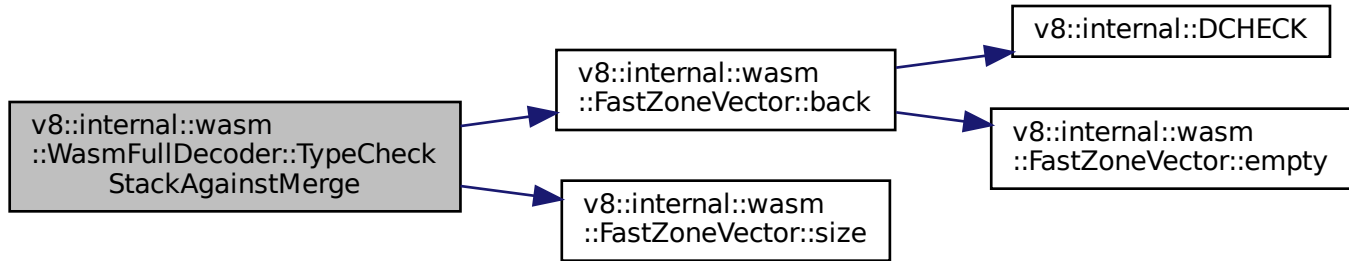 v8::internal::wasm
::WasmFullDecoder::TypeCheck
StackAgainstMerge
v8::internal::wasm
::FastZoneVector::back
v8::internal::DCHECK
v8::internal::wasm
::FastZoneVector::empty
v8::internal::wasm
::FastZoneVector::size